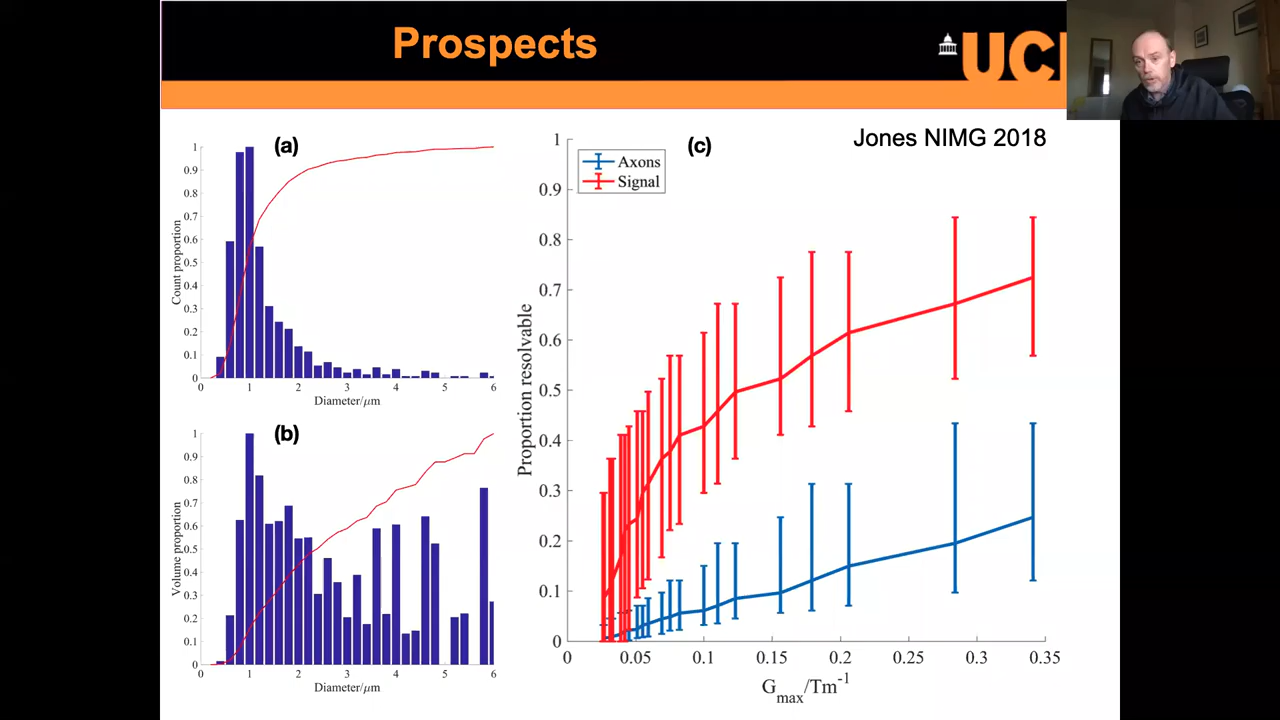 Prospects
UCL
Jones NIMG 2018
(a)
Count proportion
1
0.9
0.8
0.7
0.6
0.5
0.4
0.3
0.2
0.1
0
0 1 2 3 4 5 6
Diameter/μm
(b)
Volume proportion
1
0.9
0.8
0.7
0.6
0.5
0.4
0.3
0.2
0.1
0
0 1 2 3 4 5 6
Diameter/μm
(c)
Axons
Signal
Proportion resolvable
1
0.9
0.8
0.7
0.6
0.5
0.4
0.3
0.2
0.1
0
0 0.05 0.1 0.15 0.2 0.25 0.3 0.35
Gmax/Tm-1